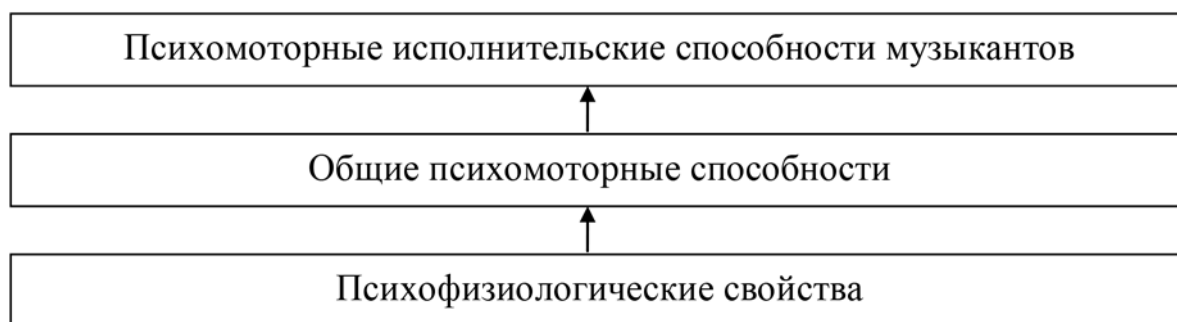 Психомоторные исполнительские способности музыкантов
Общие психомоторные способности
Психофизиологические свойства